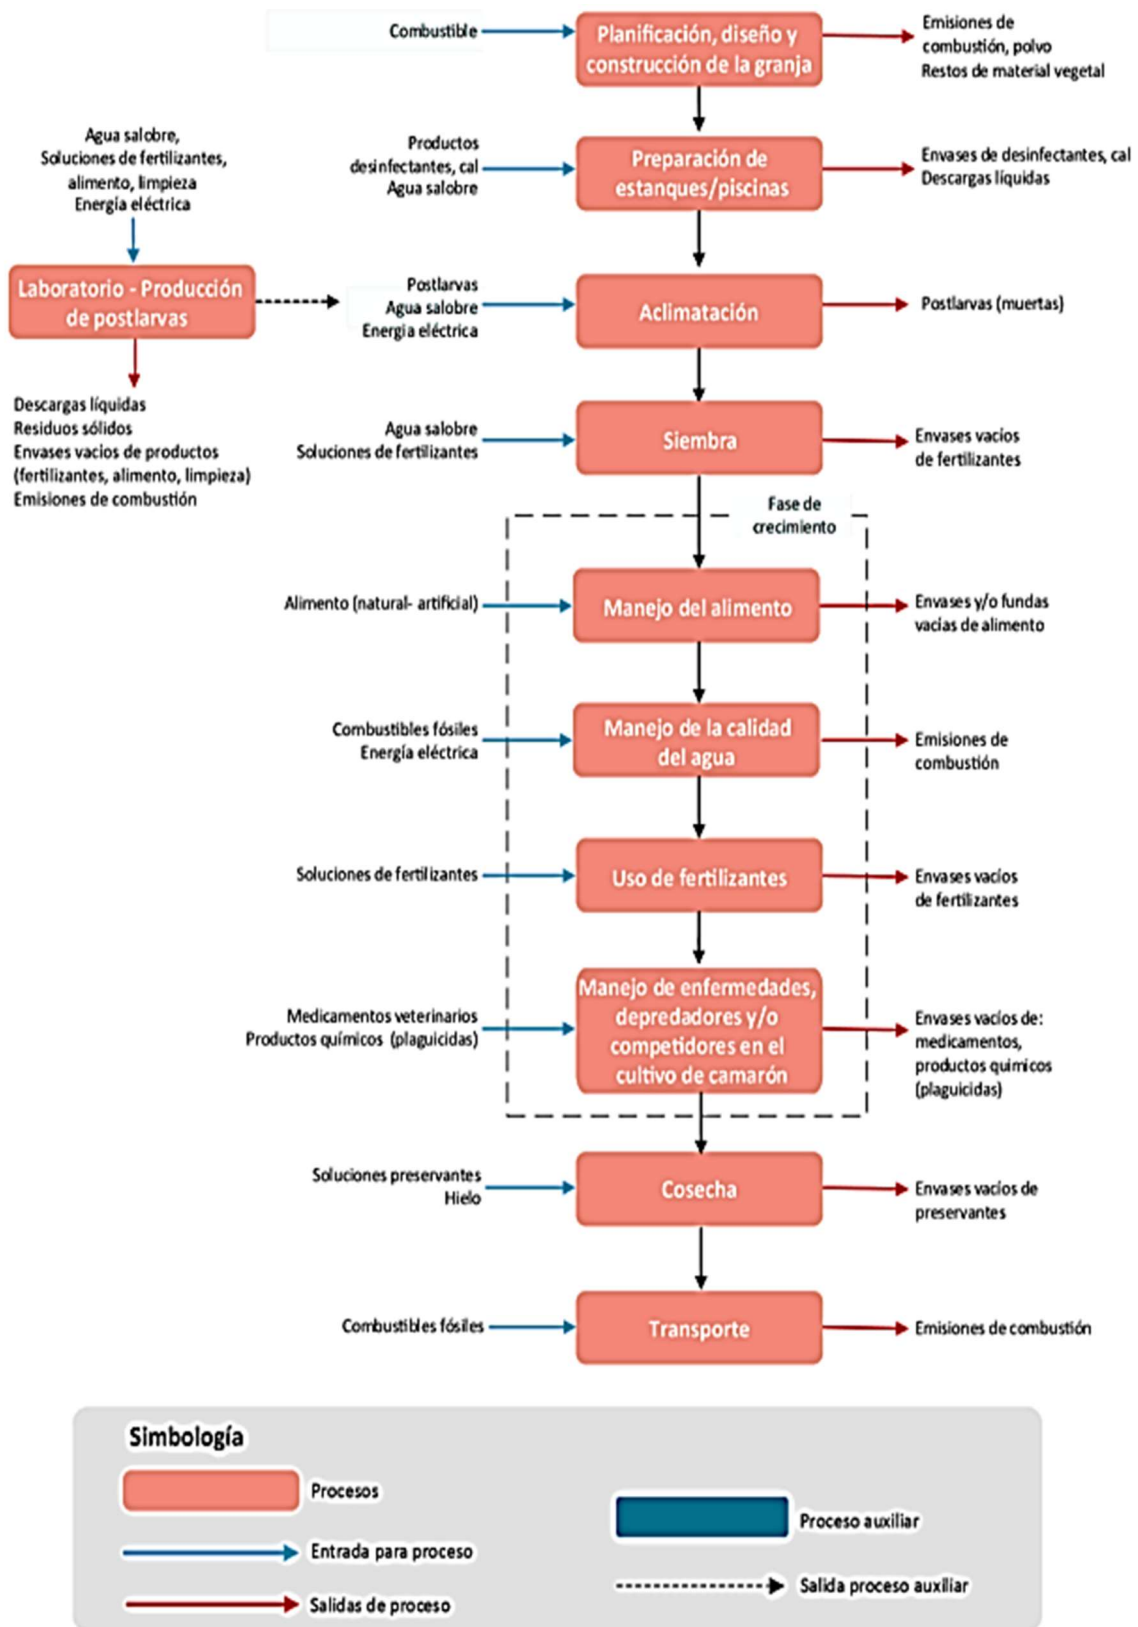 Combustible
Planificación, diseño y
construcción de la granja
Emisiones de
combustión, polvo
Restos de material vegetal
Agua salobre,
Soluciones de fertilizantes,
alimento, limpieza
Energía eléctrica
Productos
desinfectantes, cal
Agua salobre
Preparación de
estanques/piscinas
Envases de desinfectantes, cal
Descargas líquidas
Laboratorio - Producción
de postlarvas
Postlarvas
Agua salobre
Energía eléctrica
Aclimatación
Postlarvas (muertas)
Descargas líquidas
Residuos sólidos
Envases vacios de productos
(fertilizantes, alimento, limpieza)
Emisiones de combustión
Agua salobre
Soluciones de fertilizantes
Siembra
Envases vacíos
de fertilizantes
Fase de
crecimiento
Alimento (natural- artificial)
Manejo del alimento
Envases y/o fundas
vacias de alimento
Combustibles fósiles
Energía eléctrica
Manejo de la calidad
del agua
Emisiones de
combustión
Soluciones de fertilizantes
Uso de fertilizantes
Envases vacíos
de fertilizantes
Medicamentos veterinarios
Productos químicos (plaguicidas)
Manejo de enfermedades,
depredadores y/o
competidores en el
cultivo de camarón
Envases vacíos de:
medicamentos,
productos quimicos
(plaguicidas)
Soluciones preservantes
Hielo
Cosecha
Envases vacíos de
preservantes
Combustibles fósiles
Transporte
Emisiones de combustión
Simbología
Procesos
Proceso auxiliar
Entrada para proceso
Salida proceso auxiliar
Salidas de proceso